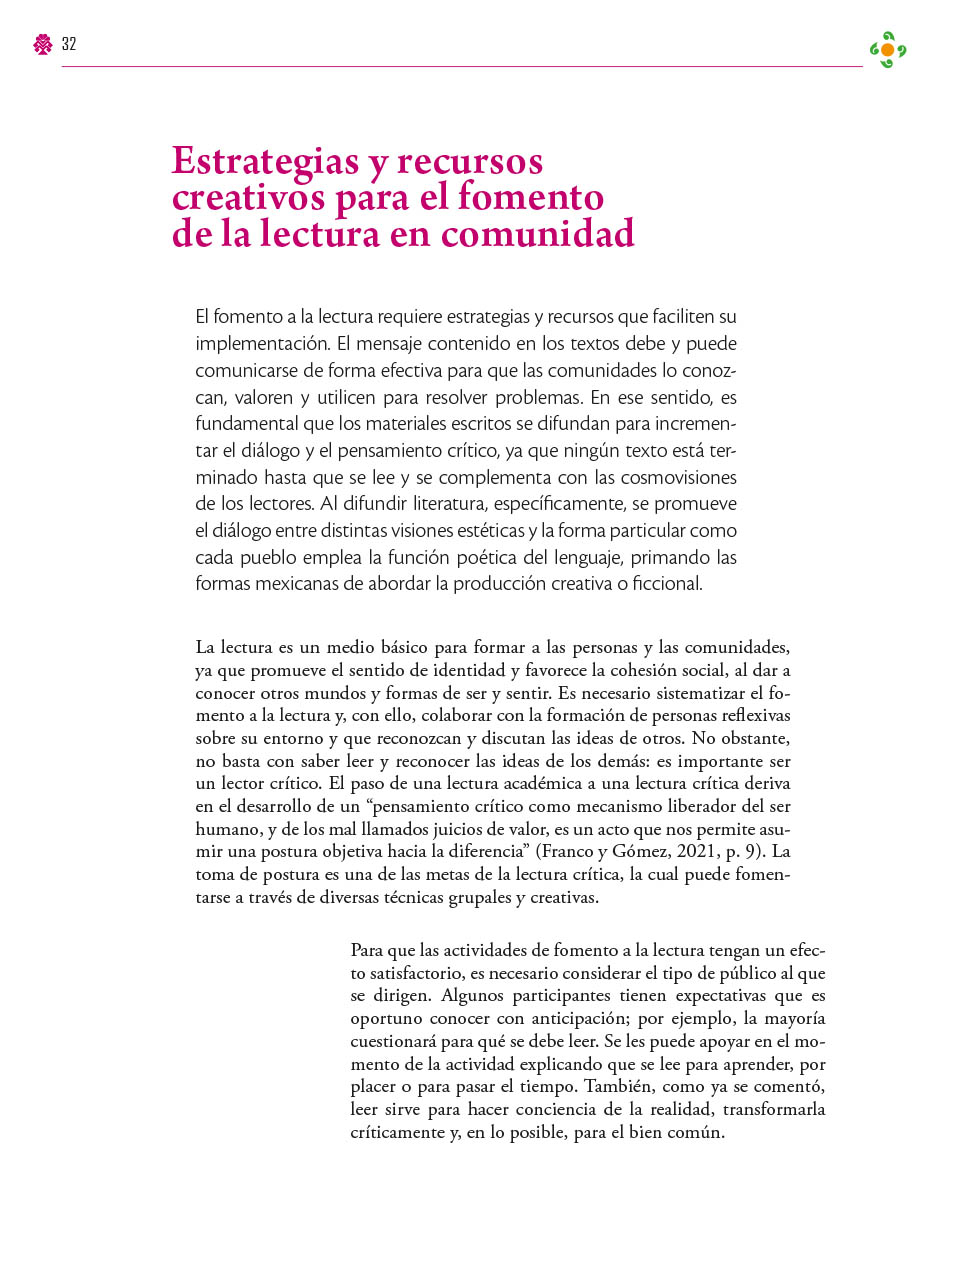 32
Estrategias y recursos
creativos para el fomento
de la lectura en comunidad
El fomento a la lectura requiere estrategias y recursos que faciliten su
implementación. El mensaje contenido en los textos debe y puede
comunicarse de forma efectiva para que las comunidades lo conoz-
can, valoren y utilicen para resolver problemas. En ese sentido, es
fundamental que los materiales escritos se difundan para incremen-
tar el diálogo y el pensamiento crítico, ya que ningún texto está ter-
minado hasta que se lee y se complementa con las cosmovisiones
de los lectores. Al difundir literatura, específicamente, se promueve
el diálogo entre distintas visiones estéticas y la forma particular como
cada pueblo emplea la función poética del lenguaje, primando las
formas mexicanas de abordar la producción creativa o ficcional.
La lectura es un medio básico para formar a las personas y las comunidades,
ya que promueve el sentido de identidad y favorece la cohesión social, al dar a
conocer otros mundos y formas de ser y sentir. Es necesario sistematizar el fo-
mento a la lectura y, con ello, colaborar con la formación de personas reflexivas
sobre su entorno y que reconozcan y discutan las ideas de otros. No obstante,
no basta con saber leer y reconocer las ideas de los demás: es importante ser
un lector crítico. El paso de una lectura académica a una lectura crítica deriva
en el desarrollo de un “pensamiento crítico como mecanismo liberador del ser
humano, y de los mal llamados juicios de valor, es un acto que nos permite asu-
mir una postura objetiva hacia la diferencia” (Franco y Gómez, 2021, p. 9). La
toma de postura es una de las metas de la lectura crítica, la cual puede fomen-
tarse a través de diversas técnicas grupales y creativas.
Para que las actividades de fomento a la lectura tengan un efec-
to satisfactorio, es necesario considerar el tipo de público al que
se dirigen. Algunos participantes tienen expectativas que es
oportuno conocer con anticipación; por ejemplo, la mayoría
cuestionará para qué se debe leer. Se les puede apoyar en el mo-
mento de la actividad explicando que se lee para aprender, por
placer o para pasar el tiempo. También, como ya se comentó,
leer sirve para hacer conciencia de la realidad, transformarla
críticamente y, en lo posible, para el bien común.